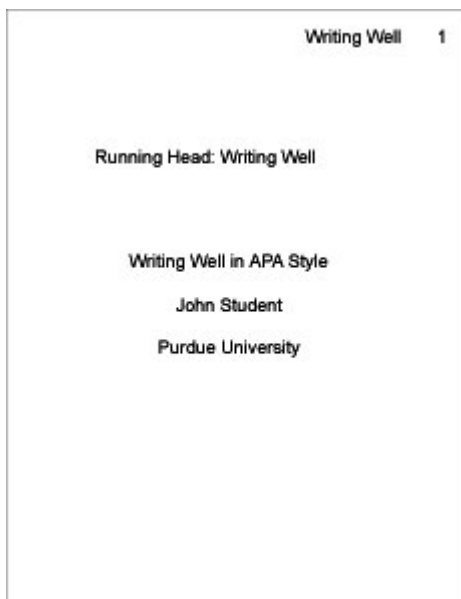 Writing Well 1
Running Head: Writing Well
Writing Well in APA Style
John Student
Purdue University